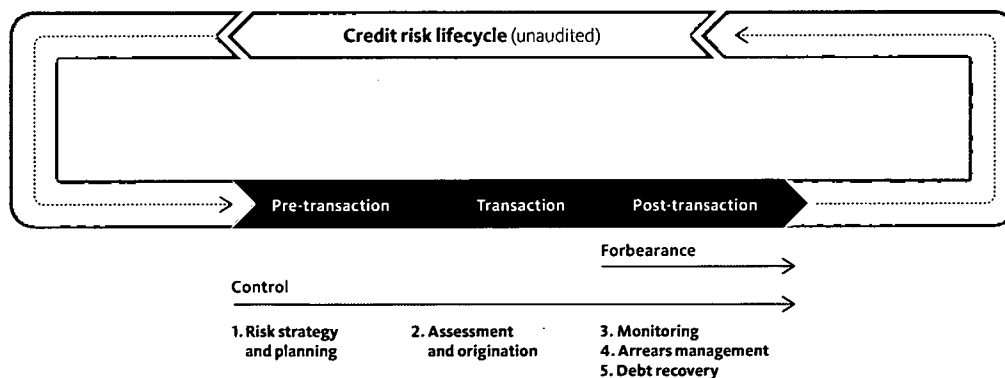 Credit risk lifecycle (unaudited)
Pre-transaction Transaction Post-transaction
Forbearance
Control
1. Risk strategy
and planning
2. Assessment
and origination
3. Monitoring
4. Arrears management
5. Debt recovery